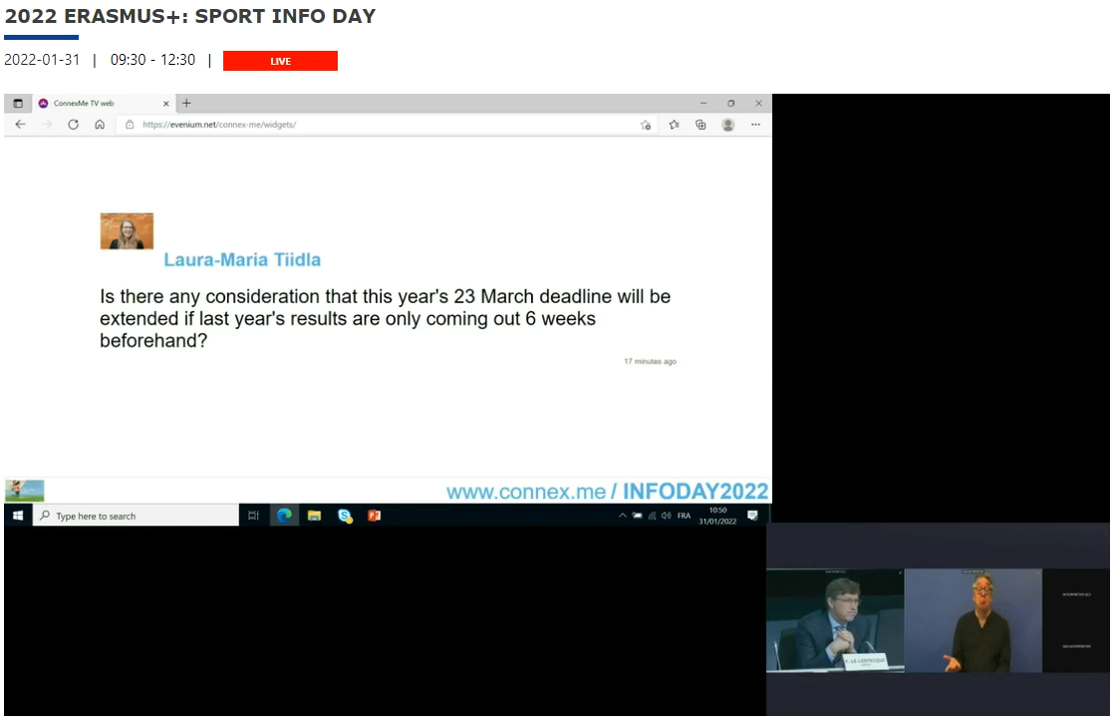 2022 ERASMUS+: SPORT INFO DAY
2022-01-31 | 09:30 - 12:30 | LIVE
ConnexMe TV web
https://evenium.net/connex-me/widgets/
Laura-Maria Tiidla
Is there any consideration that this year's 23 March deadline will be
extended if last year's results are only coming out 6 weeks
beforehand?
17 minutes ago
www.connex.me / INFODAY2022
Type here to search
FRA
10:50
31/01/2022